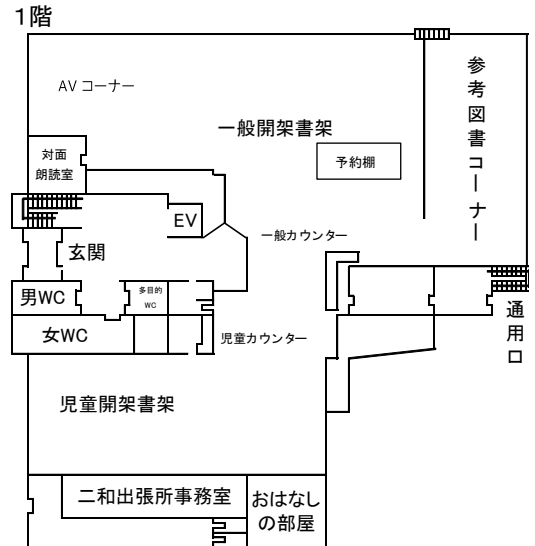 1階
AVコーナー
一般開架書架
参考図書コーナー
対面
朗読室
予約棚
EV
一般カウンター
玄関
男WC
多目的
WC
女WC
児童カウンター
通用口
児童開架書架
二和出張所事務室
おはなし
の部屋